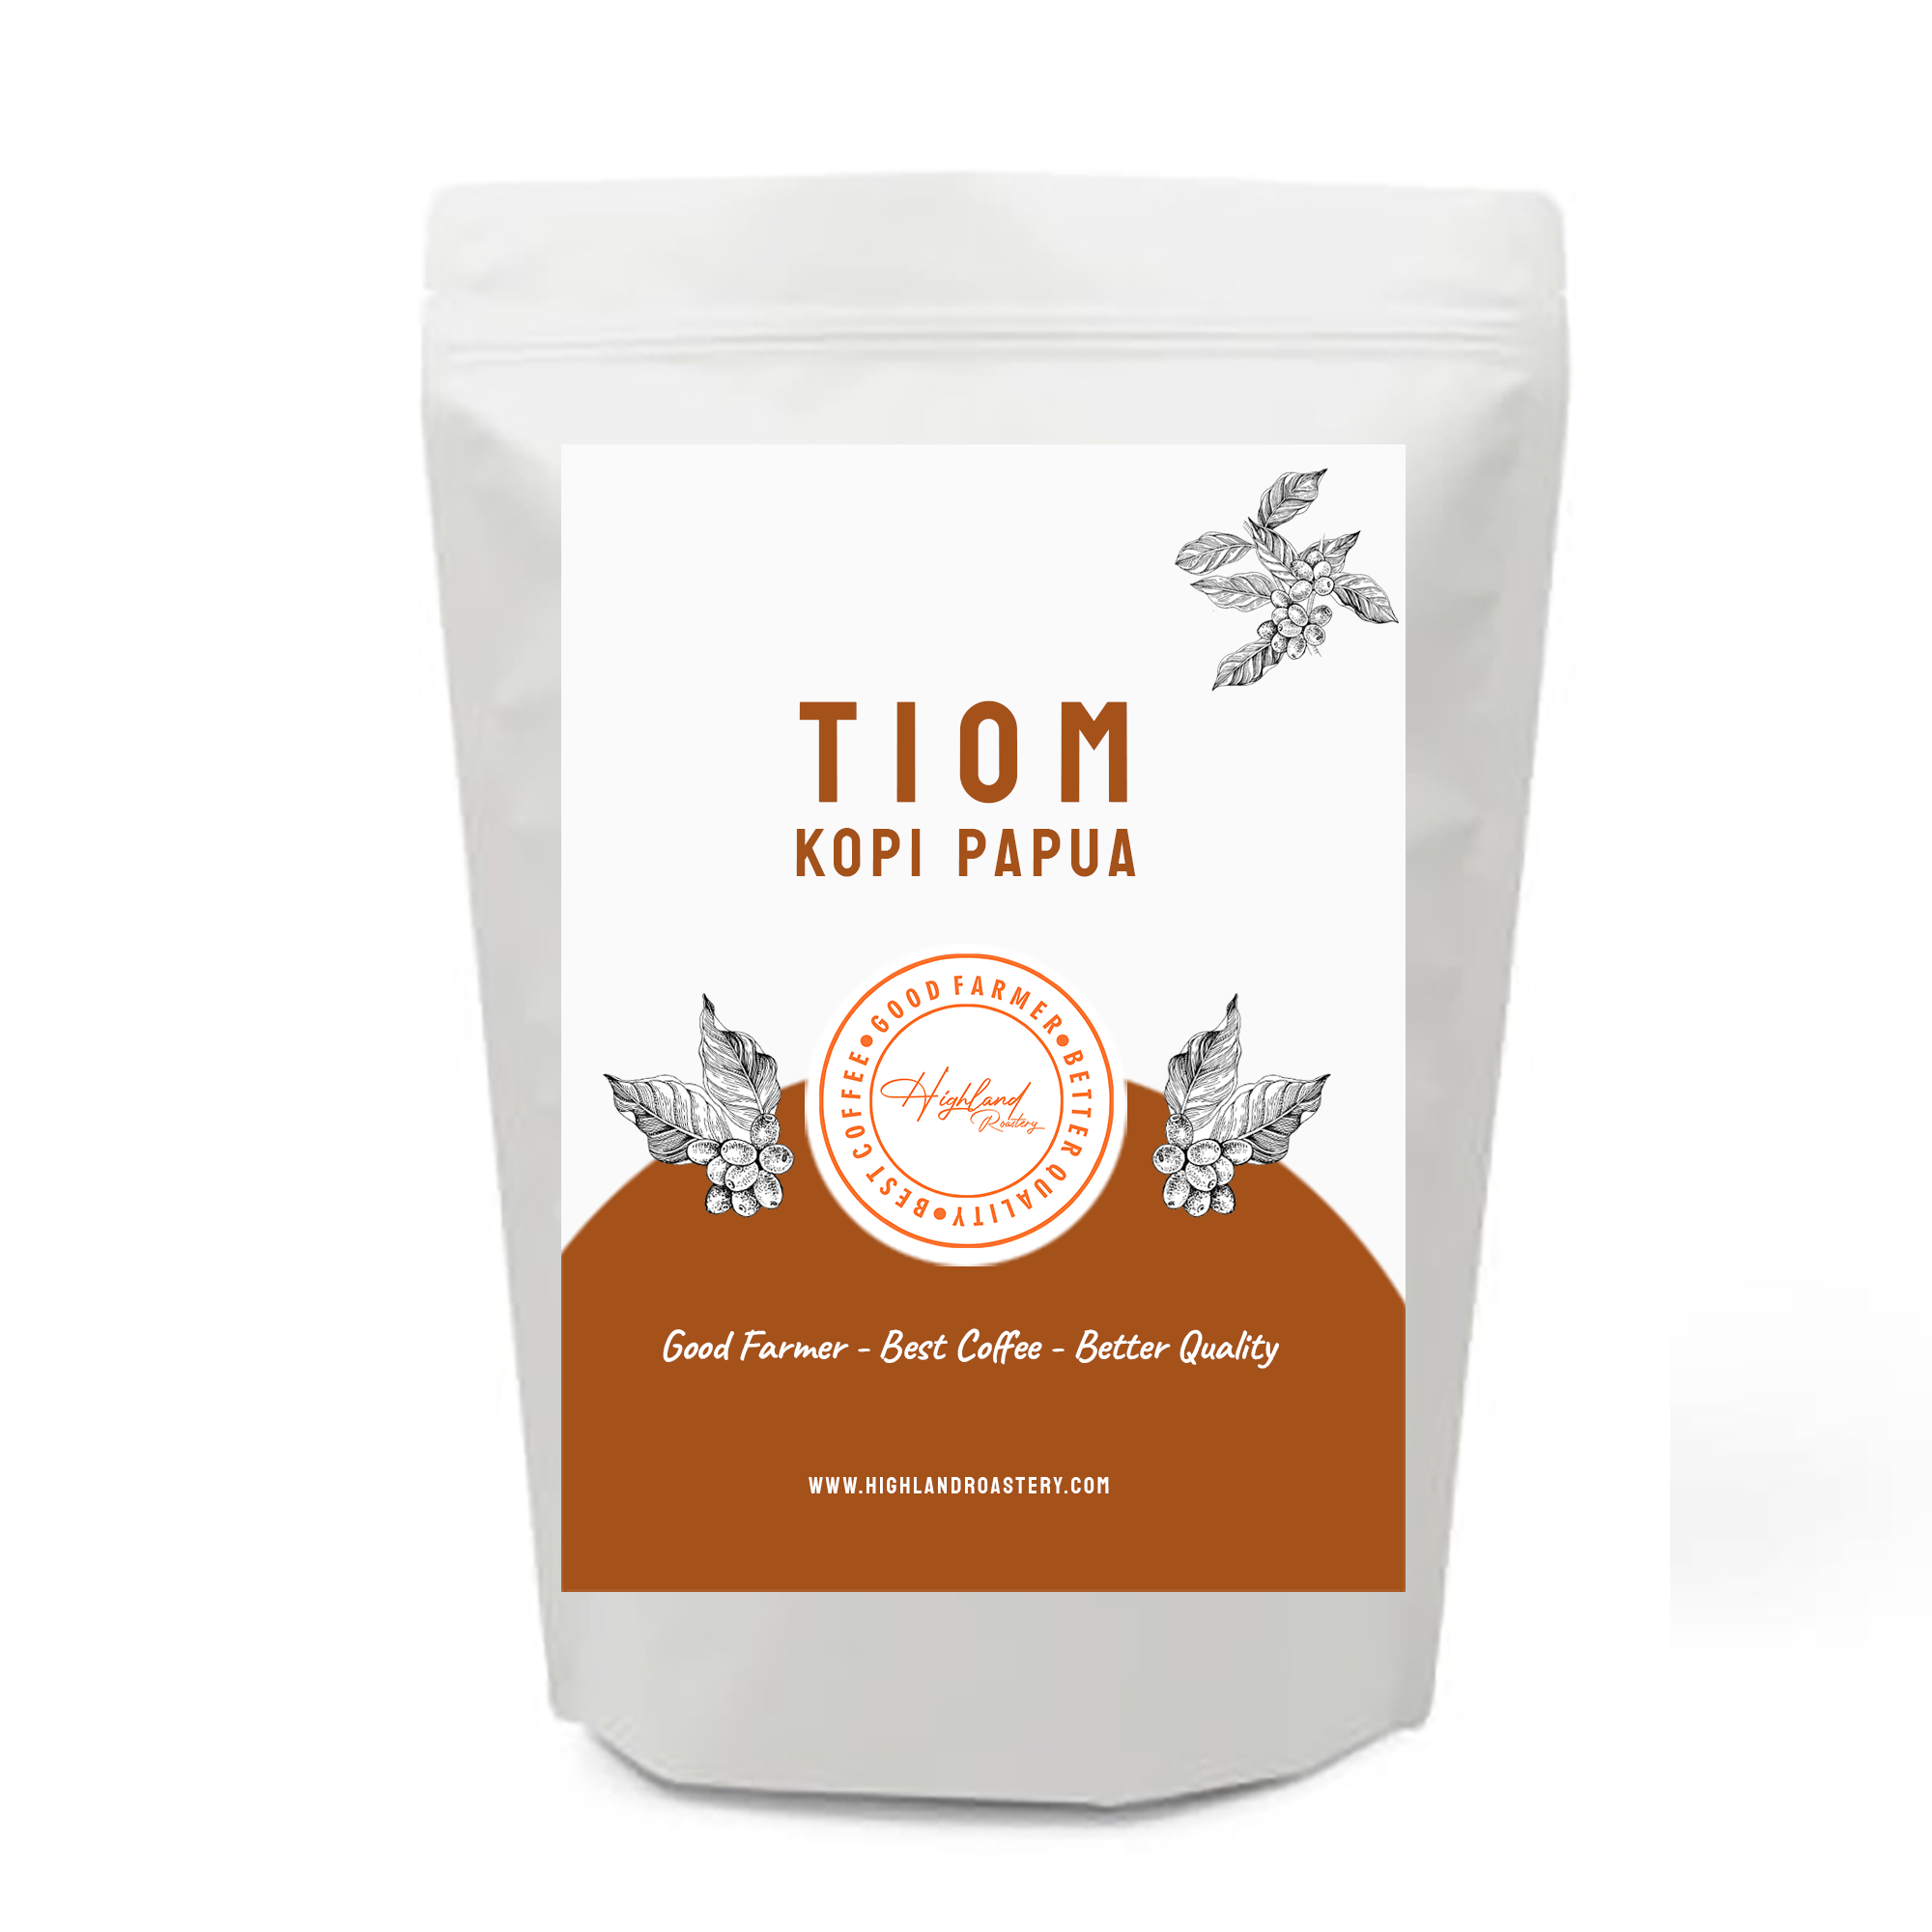 TIOM
KOPI PAPUA
GOOD FARMER • BETTER QUALITY • BEST COFFEE •
Highland
Roastery
Good Farmer - Best Coffee - Better Quality
WWW.HIGHLANDROASTERY.COM